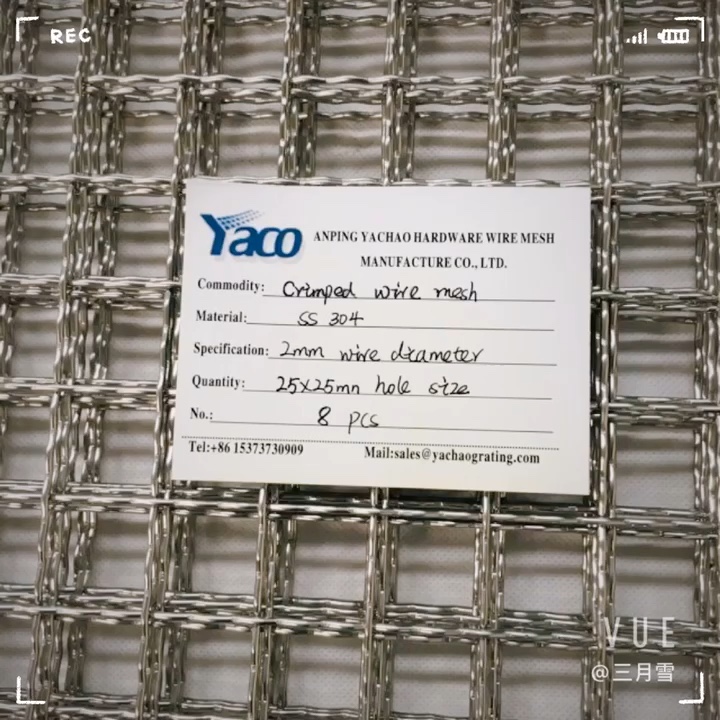 REC
Yaco
ANPING YACHAO HARDWARE WIRE MESH
MANUFACTURE CO., LTD.
Commodity: Crimped wire mesh
Material: SS 304
Specification: 2mm wire diameter
Quantity: 25x25mm hole size
No.: 8 pcs
Tel:+86 15373730909 Mail:sales@yachaograting.com
VUE
@三月雪